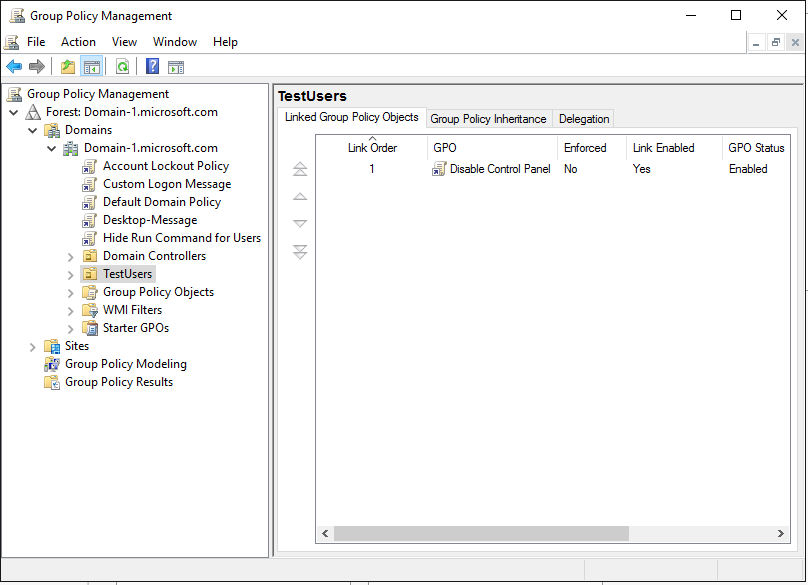 Group Policy Management
File Action View Window Help
Group Policy Management
Forest: Domain-1.microsoft.com
Domains
Domain-1.microsoft.com
Account Lockout Policy
Custom Logon Message
Default Domain Policy
Desktop-Message
Hide Run Command for Users
Domain Controllers
TestUsers
Group Policy Objects
WMI Filters
Starter GPOs
Sites
Group Policy Modeling
Group Policy Results
TestUsers
Linked Group Policy Objects Group Policy Inheritance Delegation
Link Order GPO Enforced Link Enabled GPO Status
1 Disable Control Panel No Yes Enabled